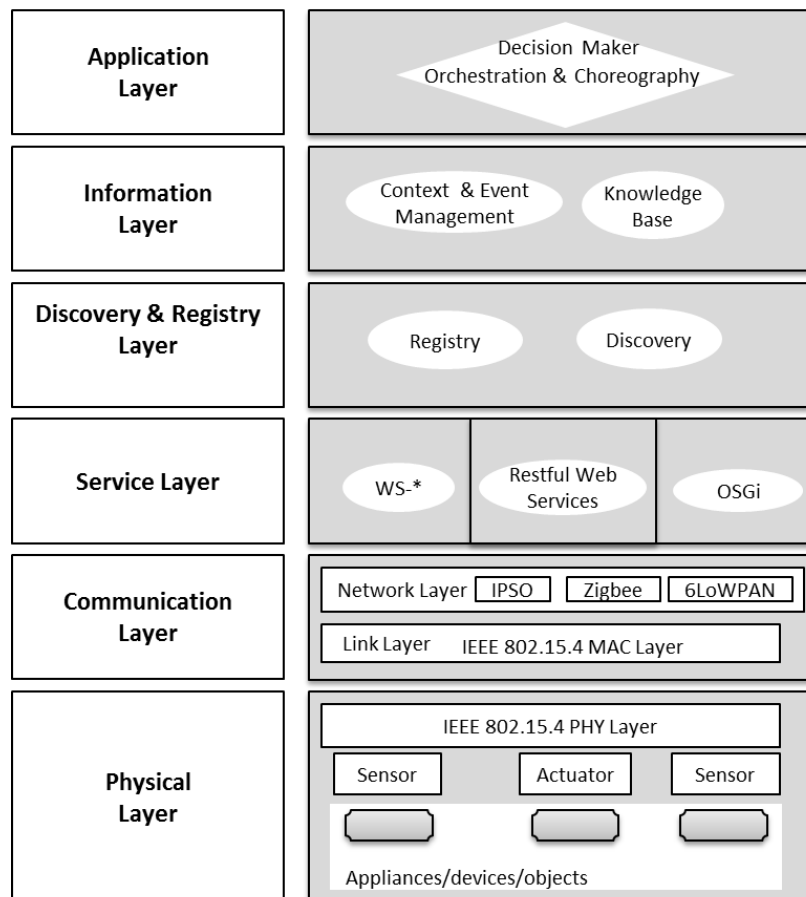 Application
Layer
Decision Maker
Orchestration & Choreography
Information
Layer
Context & Event
Management
Knowledge
Base
Discovery & Registry
Layer
Registry
Discovery
Service Layer
WS-*
Restful Web
Services
OSGi
Communication
Layer
Network Layer IPSO Zigbee 6LoWPAN
Link Layer IEEE 802.15.4 MAC Layer
Physical
Layer
IEEE 802.15.4 PHY Layer
Sensor Actuator Sensor
Appliances/devices/objects